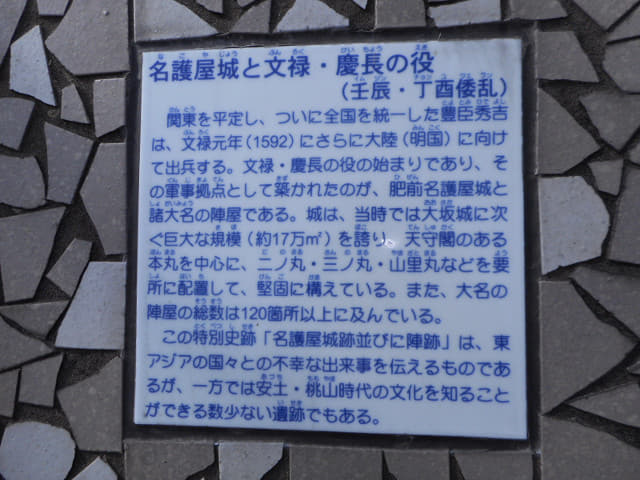 名護屋城と文禄・慶長の役
(壬辰・丁酉倭乱)
関東を平定し、ついに全国を統一した豊臣秀吉
は、文禄元年(1592)にさらに大陸(明国)に向け
て出兵する。文禄・慶長の役の始まりであり、そ
の軍事拠点として築かれたのが、肥前名護屋城と
諸大名の陣屋である。城は、当時では大坂城に次
ぐ巨大な規模(約17万㎡)を誇り、天守閣のある
本丸を中心に、二ノ丸・三ノ丸・山里丸などを要
所に配置して、堅固に構えている。また、大名の
陣屋の総数は120箇所以上に及んでいる。
この特別史跡「名護屋城跡並びに陣跡」は、東
アジアの国々との不幸な出来事を伝えるものであ
るが、一方では安土・桃山時代の文化を知ること
ができる数少ない遺跡でもある。